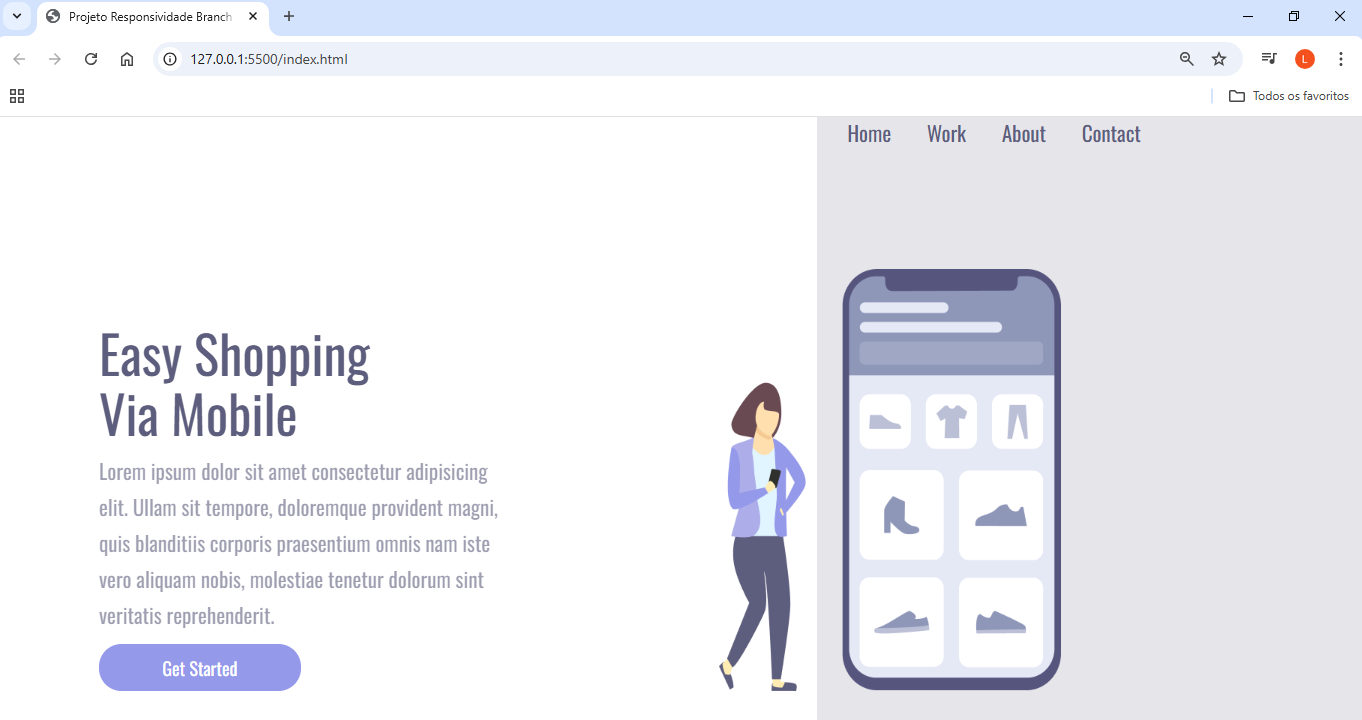 Projeto Responsividade Branch
127.0.0.1:5500/index.html
L
Todos os favoritos
Home Work About Contact
Easy Shopping
Via Mobile
Lorem ipsum dolor sit amet consectetur adipisicing
elit. Ullam sit tempore, doloremque provident magni,
quis blanditiis corporis praesentium omnis nam iste
vero aliquam nobis, molestiae tenetur dolorum sint
veritatis reprehenderit.
Get Started